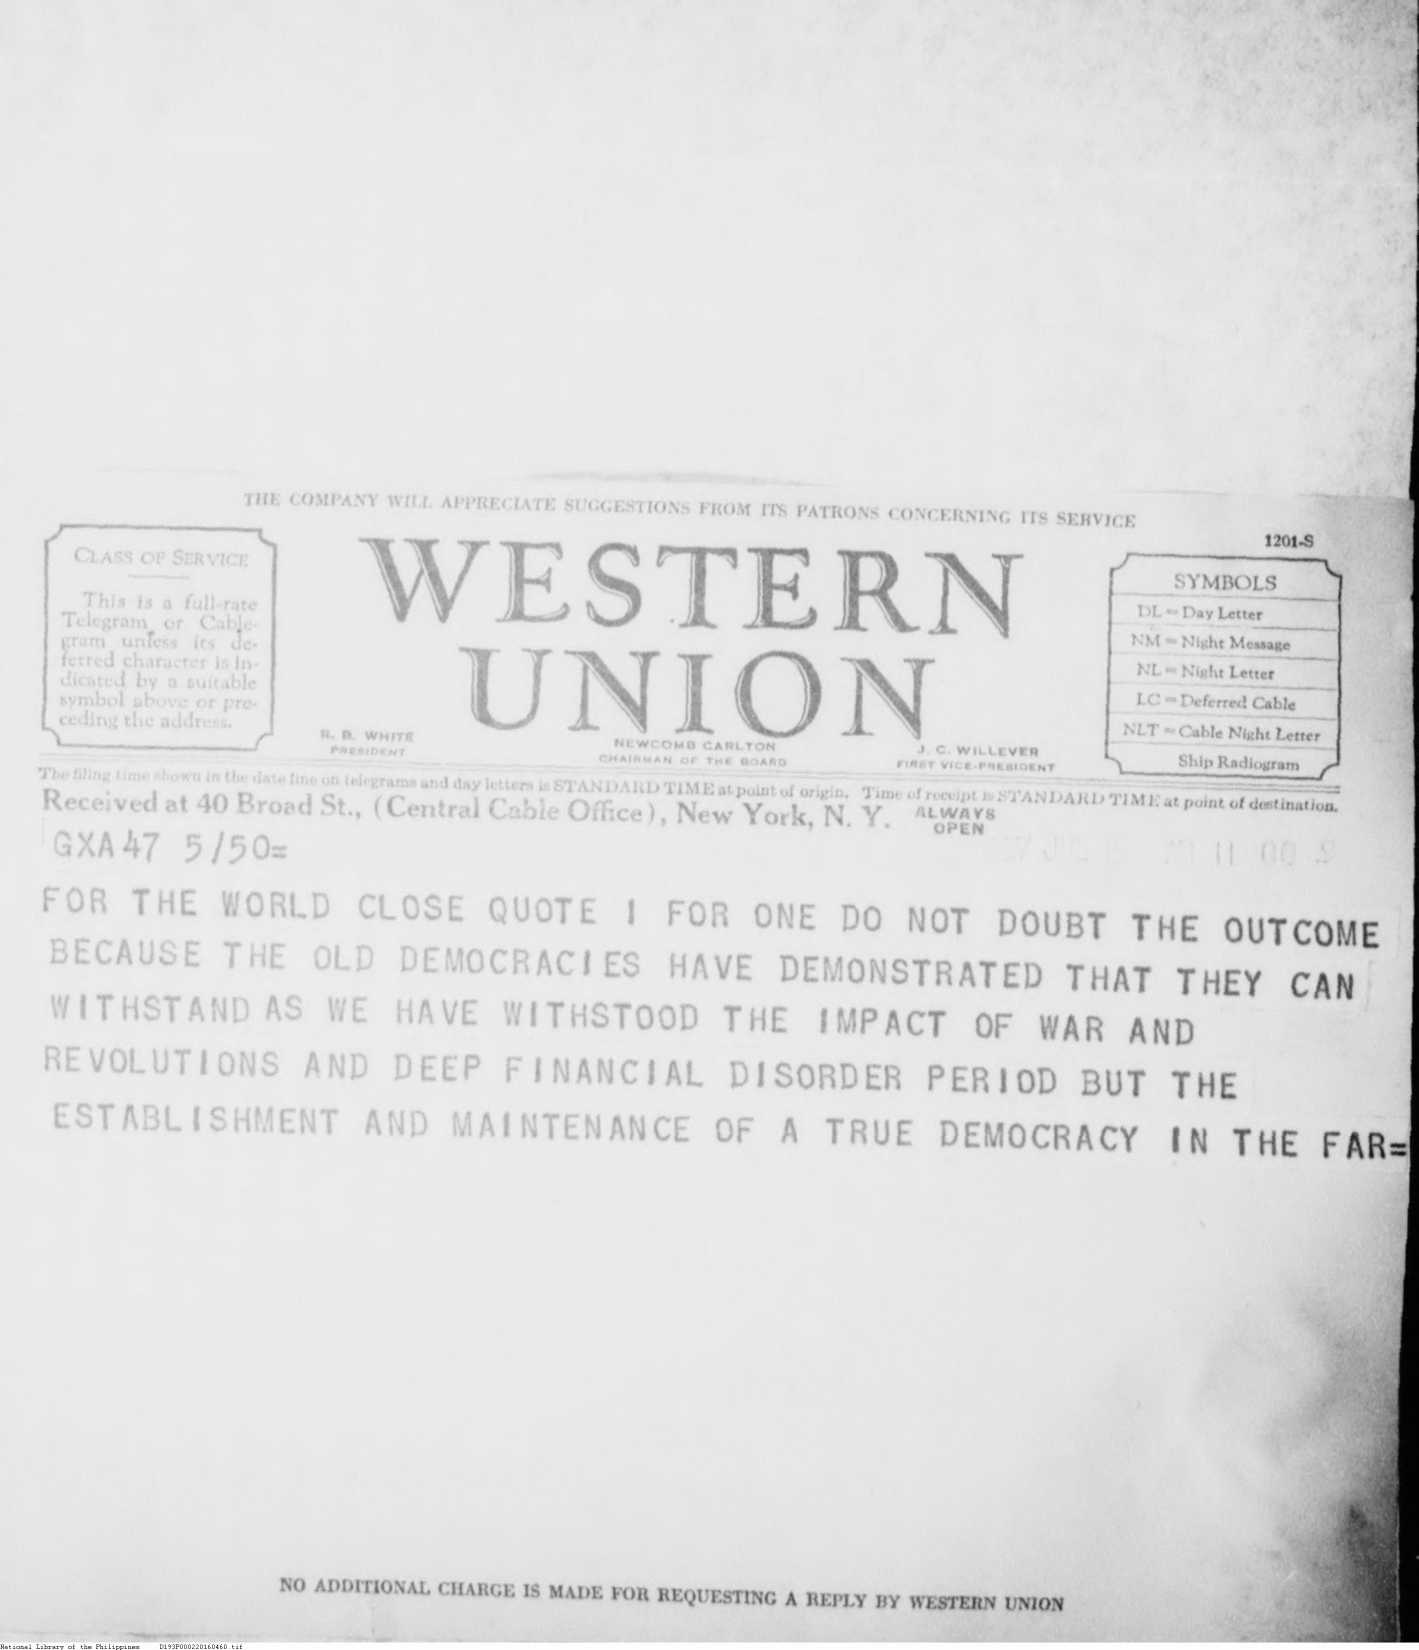 THE COMPANY WILL APPRECIATE SUGGESTIONS FROM ITS PATRONS CONCERNING ITS SERVICE
1201-S
CLASS OF SERVICE
This is a full-rate
Telegram or Cable-
gram unless its de-
ferred character is in-
dicated by a suitable
symbol above or pre-
ceding the address.
WESTERN
UNION
R. B. WHITE
PRESIDENT
NEWCOMB CARLTON
CHAIRMAN OF THE BOARD
J. C. WILLEVER
FIRST VICE-PRESIDENT
SYMBOLS
DL = Day Letter
NM = Night Message
NL = Night Letter
LC = Deferred Cable
NLT = Cable Night Letter
Ship Radiogram
The filing time shown in the date line on telegrams and day letters is STANDARD TIME at point of origin. Time of receipt is STANDARD TIME at point of destination.
Received at 40 Broad St., (Central Cable Office), New York, N. Y. ALWAYS
OPEN
GXA47 5/50=
FOR THE WORLD CLOSE QUOTE I FOR ONE DO NOT DOUBT THE OUTCOME
BECAUSE THE OLD DEMOCRACIES HAVE DEMONSTRATED THAT THEY CAN
WITHSTAND AS WE HAVE WITHSTOOD THE IMPACT OF WAR AND
REVOLUTIONS AND DEEP FINANCIAL DISORDER PERIOD BUT THE
ESTABLISHMENT AND MAINTENANCE OF A TRUE DEMOCRACY IN THE FAR=
NO ADDITIONAL CHARGE IS MADE FOR REQUESTING A REPLY BY WESTERN UNION
National Library of the Philippines D193P000220160460.tif